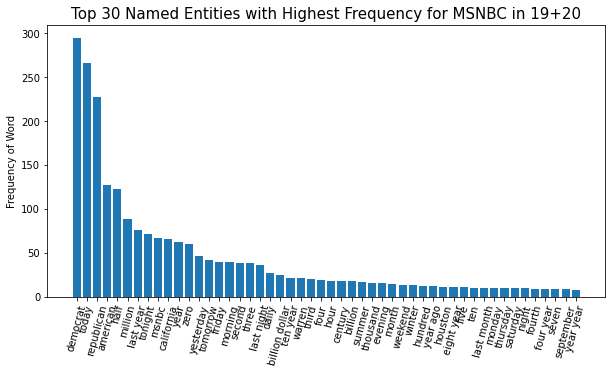 Top 30 Named Entities with Highest Frequency for MSNBC in 19+20
Frequency of Word
300
250
200
150
100
50
0
democrat
today
republican
american
half
million
last year
tonight
msnbc
california
year
zero
yesterday
tomorrow
friday
morning
second
three
last night
daily
billion dollar
ten year
warren
third
four
hour
century
billion
summer
thousand
evening
month
weekend
winter
hundred
year ago
houston
eight year
five
ten
last month
monday
thursday
saturday
night
fourth
four year
seven
september
year year